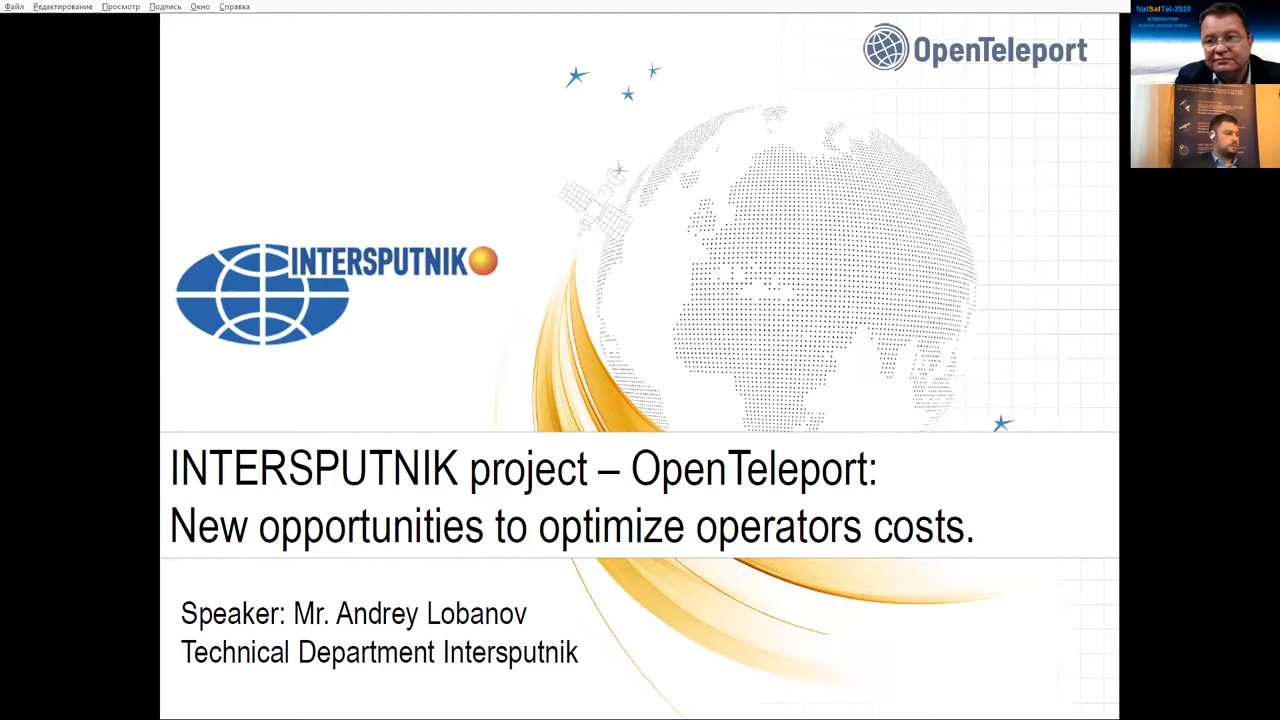 Файл Редактирование Просмотр Подпись Окно Справка
NatSatTel-2020
INTERSPUTNIK
OpenTeleport
INTERSPUTNIK
INTERSPUTNIK project – OpenTeleport:
New opportunities to optimize operators costs.
Speaker: Mr. Andrey Lobanov
Technical Department Intersputnik